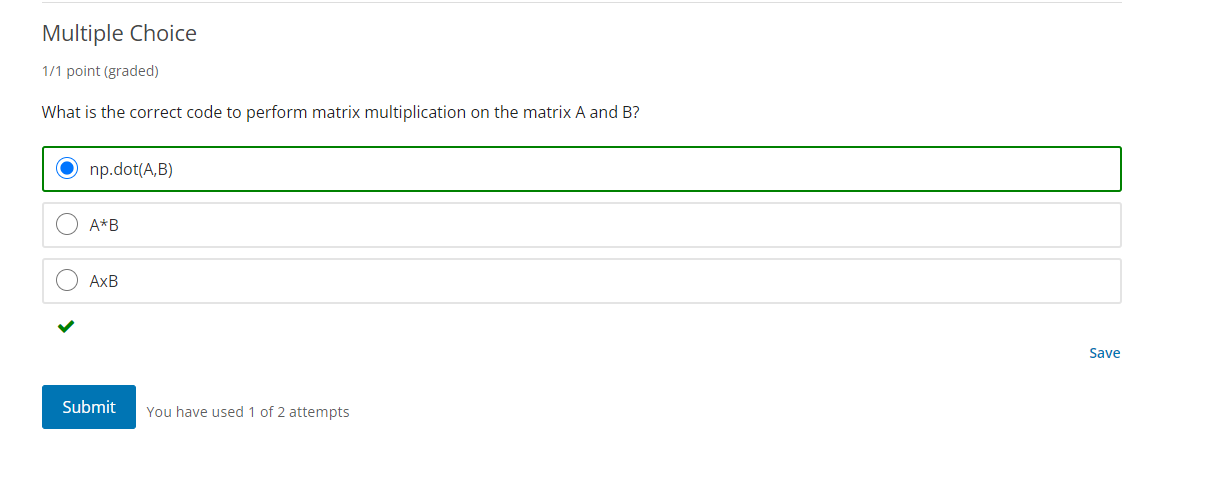 Multiple Choice
1/1 point (graded)
What is the correct code to perform matrix multiplication on the matrix A and B?
np.dot(A,B)
A*B
AxB
Save
Submit
You have used 1 of 2 attempts